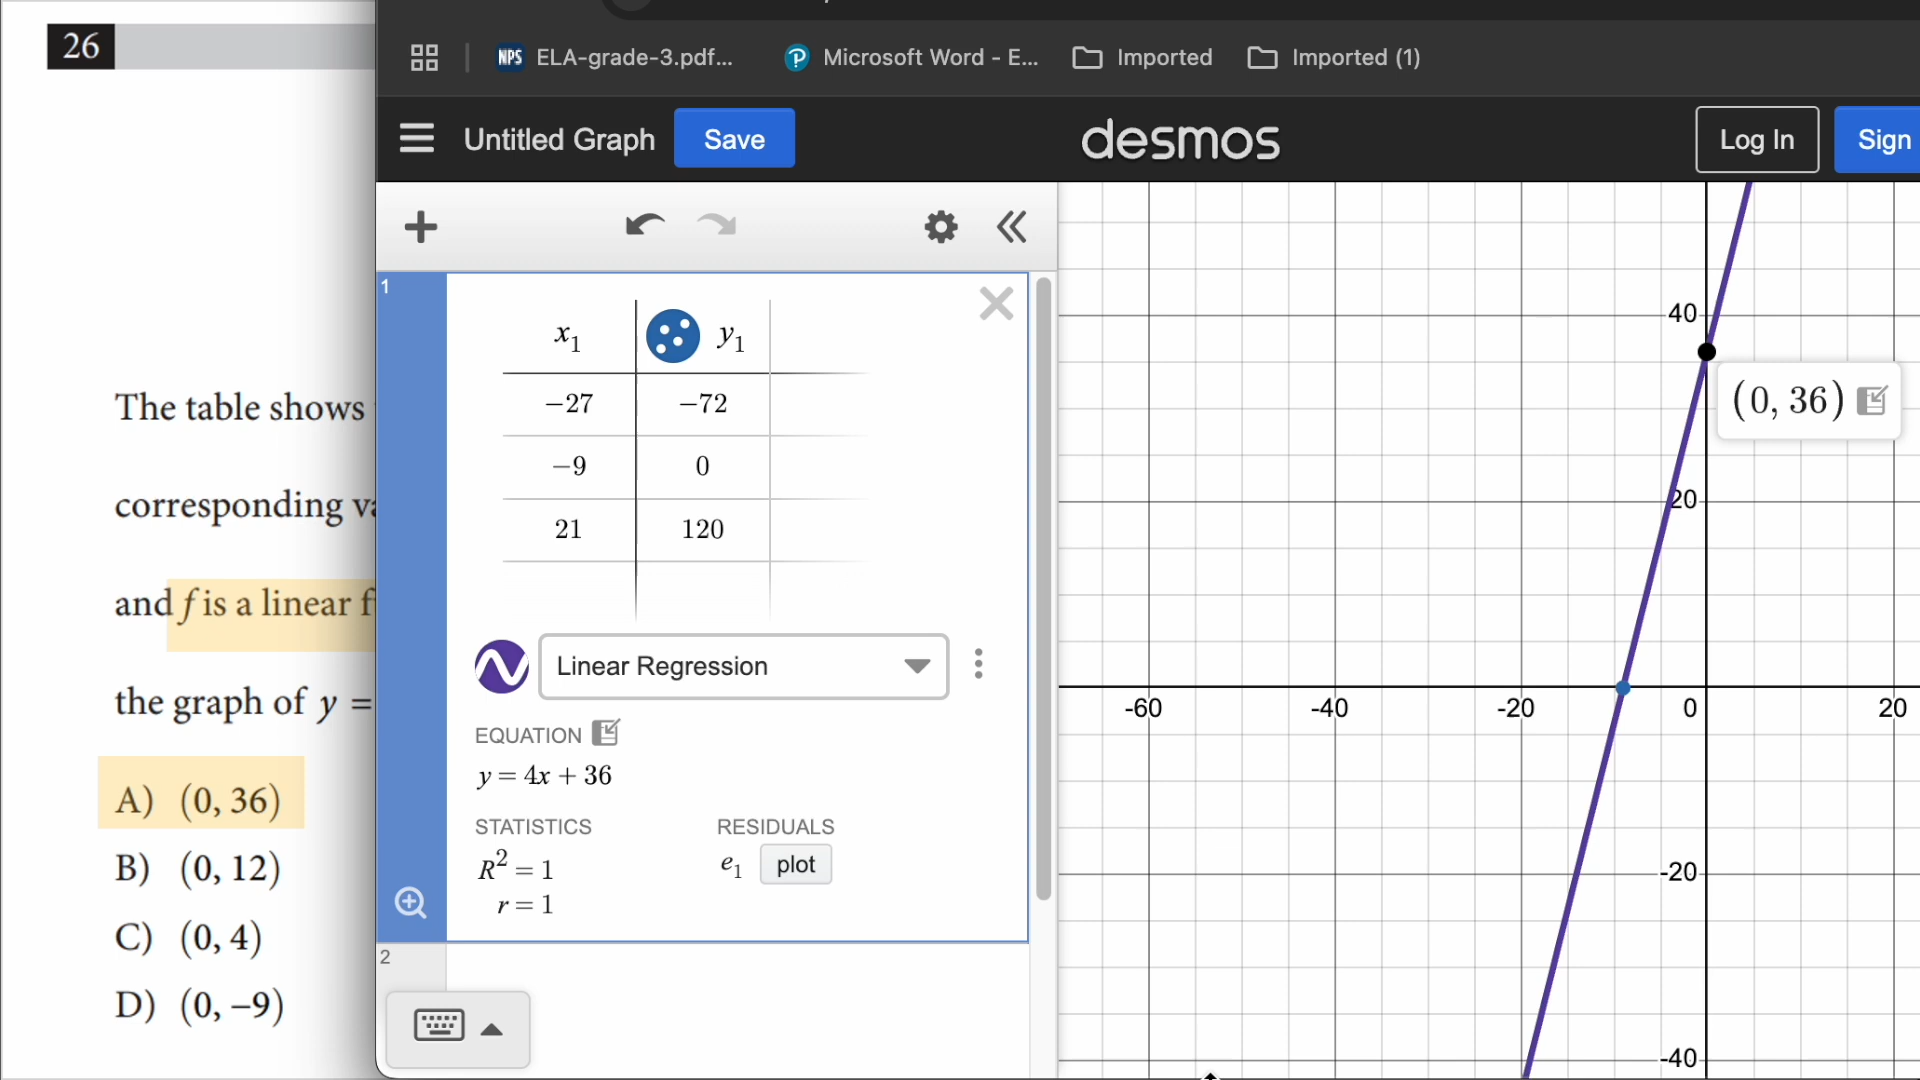 26
The table shows
corresponding
and f is a linear
the graph of y =
A) (0, 36)
B) (0, 12)
C) (0, 4)
D) (0, −9)
NPS ELA-grade-3.pdf...
Microsoft Word - E...
Imported
Imported (1)
Untitled Graph
Save
desmos
Log In
Sign
1
x₁ y₁
−27 −72
−9 0
21 120
Linear Regression
EQUATION
y = 4x + 36
STATISTICS
RESIDUALS
R² = 1
e₁ plot
r = 1
2
40
(0, 36)
20
-60 -40 -20 0 20
-20
-40